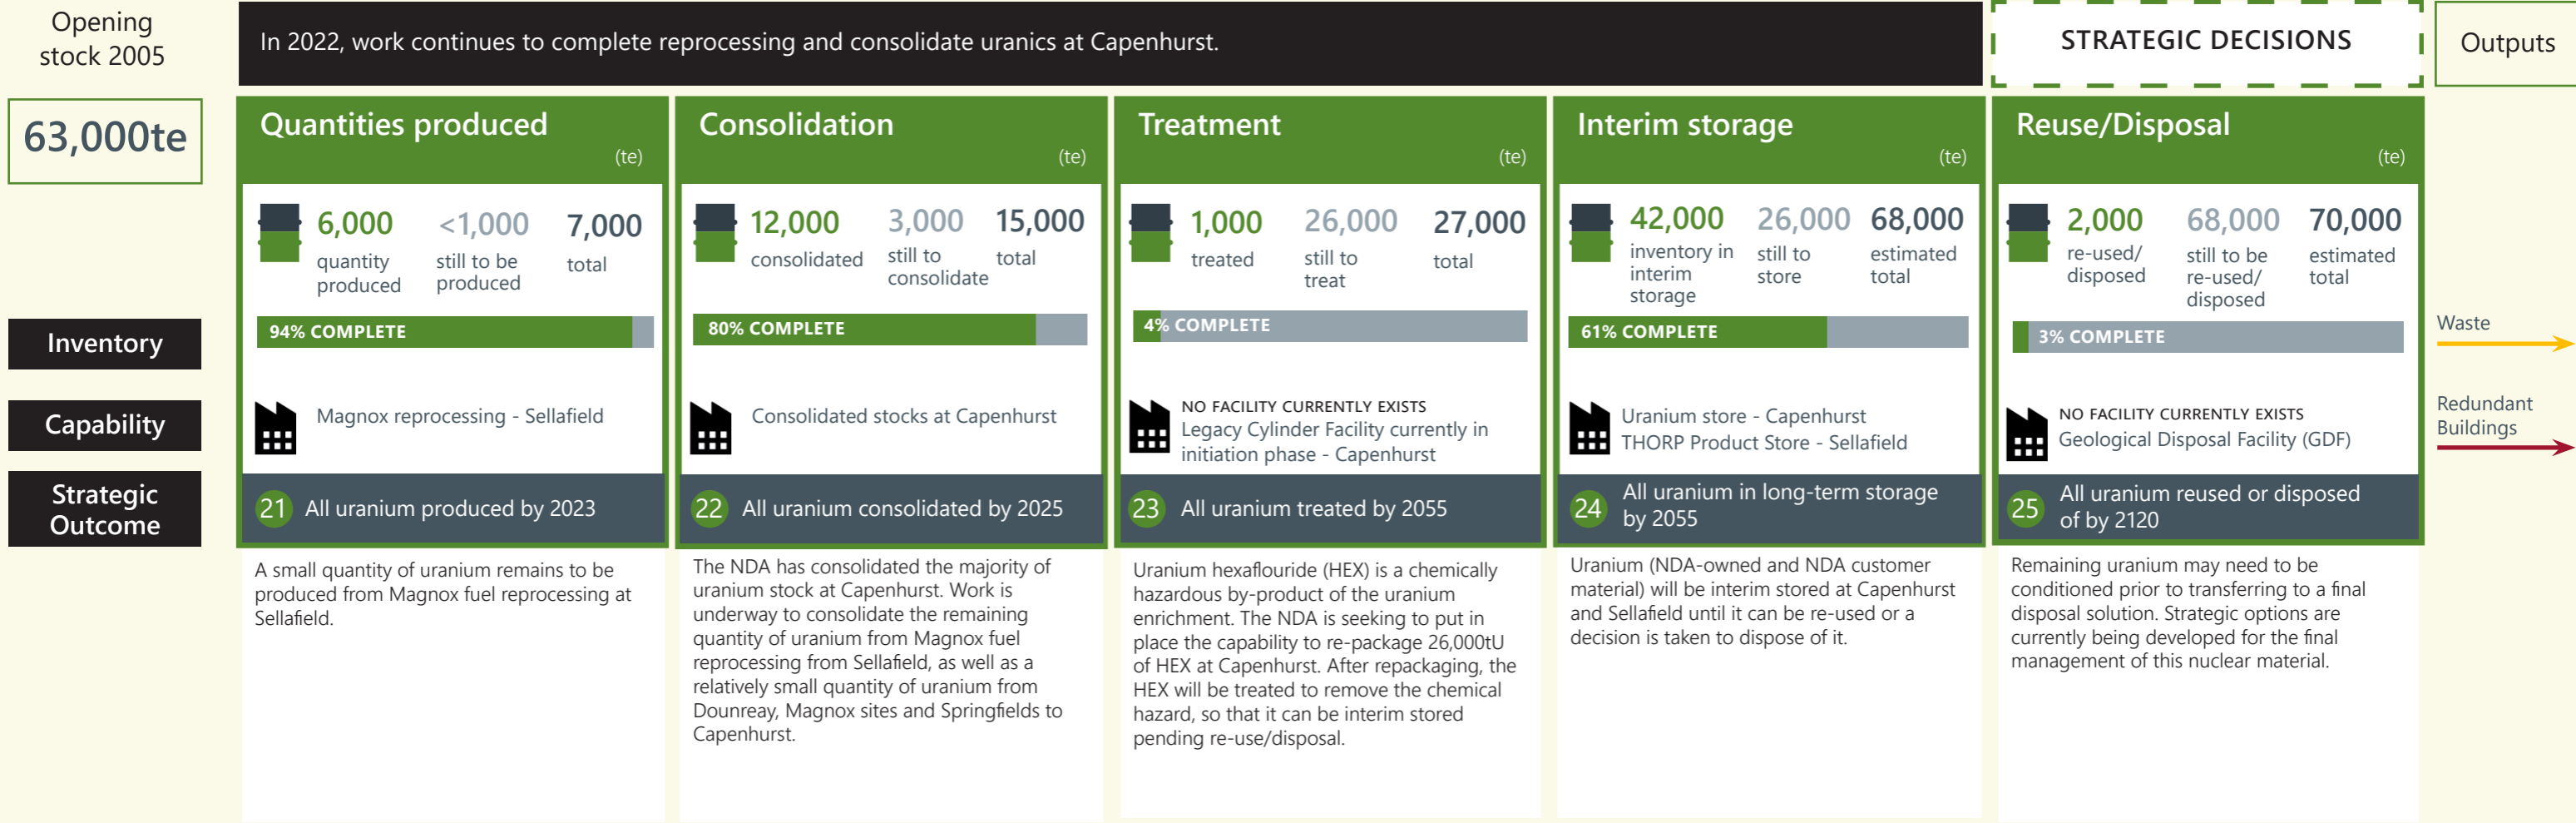 Opening
stock 2005
63,000te
In 2022, work continues to complete reprocessing and consolidate uranics at Capenhurst.
STRATEGIC DECISIONS
Outputs
Inventory
Capability
Strategic
Outcome
Quantities produced
(te)
6,000
quantity
produced
<1,000
still to be
produced
7,000
total
94% COMPLETE
Magnox reprocessing - Sellafield
21 All uranium produced by 2023
A small quantity of uranium remains to be
produced from Magnox fuel reprocessing at
Sellafield.
Consolidation
(te)
12,000
consolidated
3,000
still to
consolidate
15,000
total
80% COMPLETE
Consolidated stocks at Capenhurst
22 All uranium consolidated by 2025
The NDA has consolidated the majority of
uranium stock at Capenhurst. Work is
underway to consolidate the remaining
quantity of uranium from Magnox fuel
reprocessing from Sellafield, as well as a
relatively small quantity of uranium from
Dounreay, Magnox sites and Springfields to
Capenhurst.
Treatment
(te)
1,000
treated
26,000
still to
treat
27,000
total
4% COMPLETE
NO FACILITY CURRENTLY EXISTS
Legacy Cylinder Facility currently in
initiation phase - Capenhurst
23 All uranium treated by 2055
Uranium hexaflouride (HEX) is a chemically
hazardous by-product of the uranium
enrichment. The NDA is seeking to put in
place the capability to re-package 26,000tU
of HEX at Capenhurst. After repackaging, the
HEX will be treated to remove the chemical
hazard, so that it can be interim stored
pending re-use/disposal.
Interim storage
(te)
42,000
inventory in
interim
storage
26,000
still to
store
68,000
estimated
total
61% COMPLETE
Uranium store - Capenhurst
THORP Product Store - Sellafield
24 All uranium in long-term storage
by 2055
Uranium (NDA-owned and NDA customer
material) will be interim stored at Capenhurst
and Sellafield until it can be re-used or a
decision is taken to dispose of it.
Reuse/Disposal
(te)
2,000
re-used/
disposed
68,000
still to be
re-used/
disposed
70,000
estimated
total
3% COMPLETE
NO FACILITY CURRENTLY EXISTS
Geological Disposal Facility (GDF)
25 All uranium reused or disposed
of by 2120
Remaining uranium may need to be
conditioned prior to transferring to a final
disposal solution. Strategic options are
currently being developed for the final
management of this nuclear material.
Waste
Redundant
Buildings